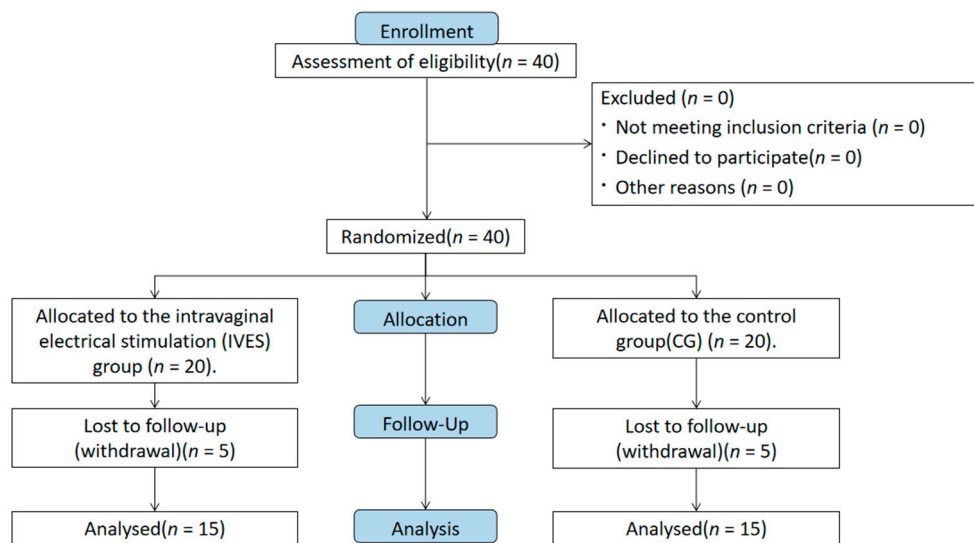 Enrollment
Assessment of eligibility(n = 40)
Excluded (n = 0)
・ Not meeting inclusion criteria (n = 0)
・ Declined to participate(n = 0)
・ Other reasons (n = 0)
Randomized(n = 40)
Allocated to the intravaginal
electrical stimulation (IVES)
group (n = 20).
Allocation
Allocated to the control
group(CG) (n = 20).
Lost to follow-up
(withdrawal)(n = 5)
Follow-Up
Lost to follow-up
(withdrawal)(n = 5)
Analysed(n = 15)
Analysis
Analysed(n = 15)